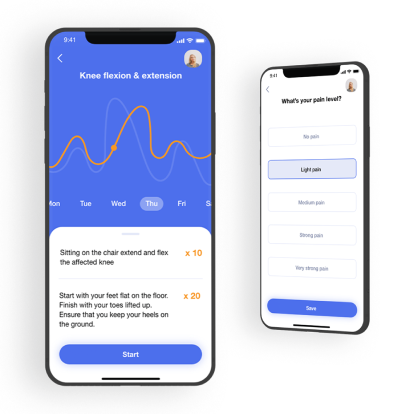 9:41
Knee flexion & extension
Mon Tue Wed Thu Fri S
Sitting on the chair extend and flex
the affected knee
x 10
Start with your feet flat on the floor.
Finish with your toes lifted up.
Ensure that you keep your heels on
the ground.
x 20
Start
9:41
What's your pain level?
No pain
Light pain
Medium pain
Strong pain
Very strong pain
Save